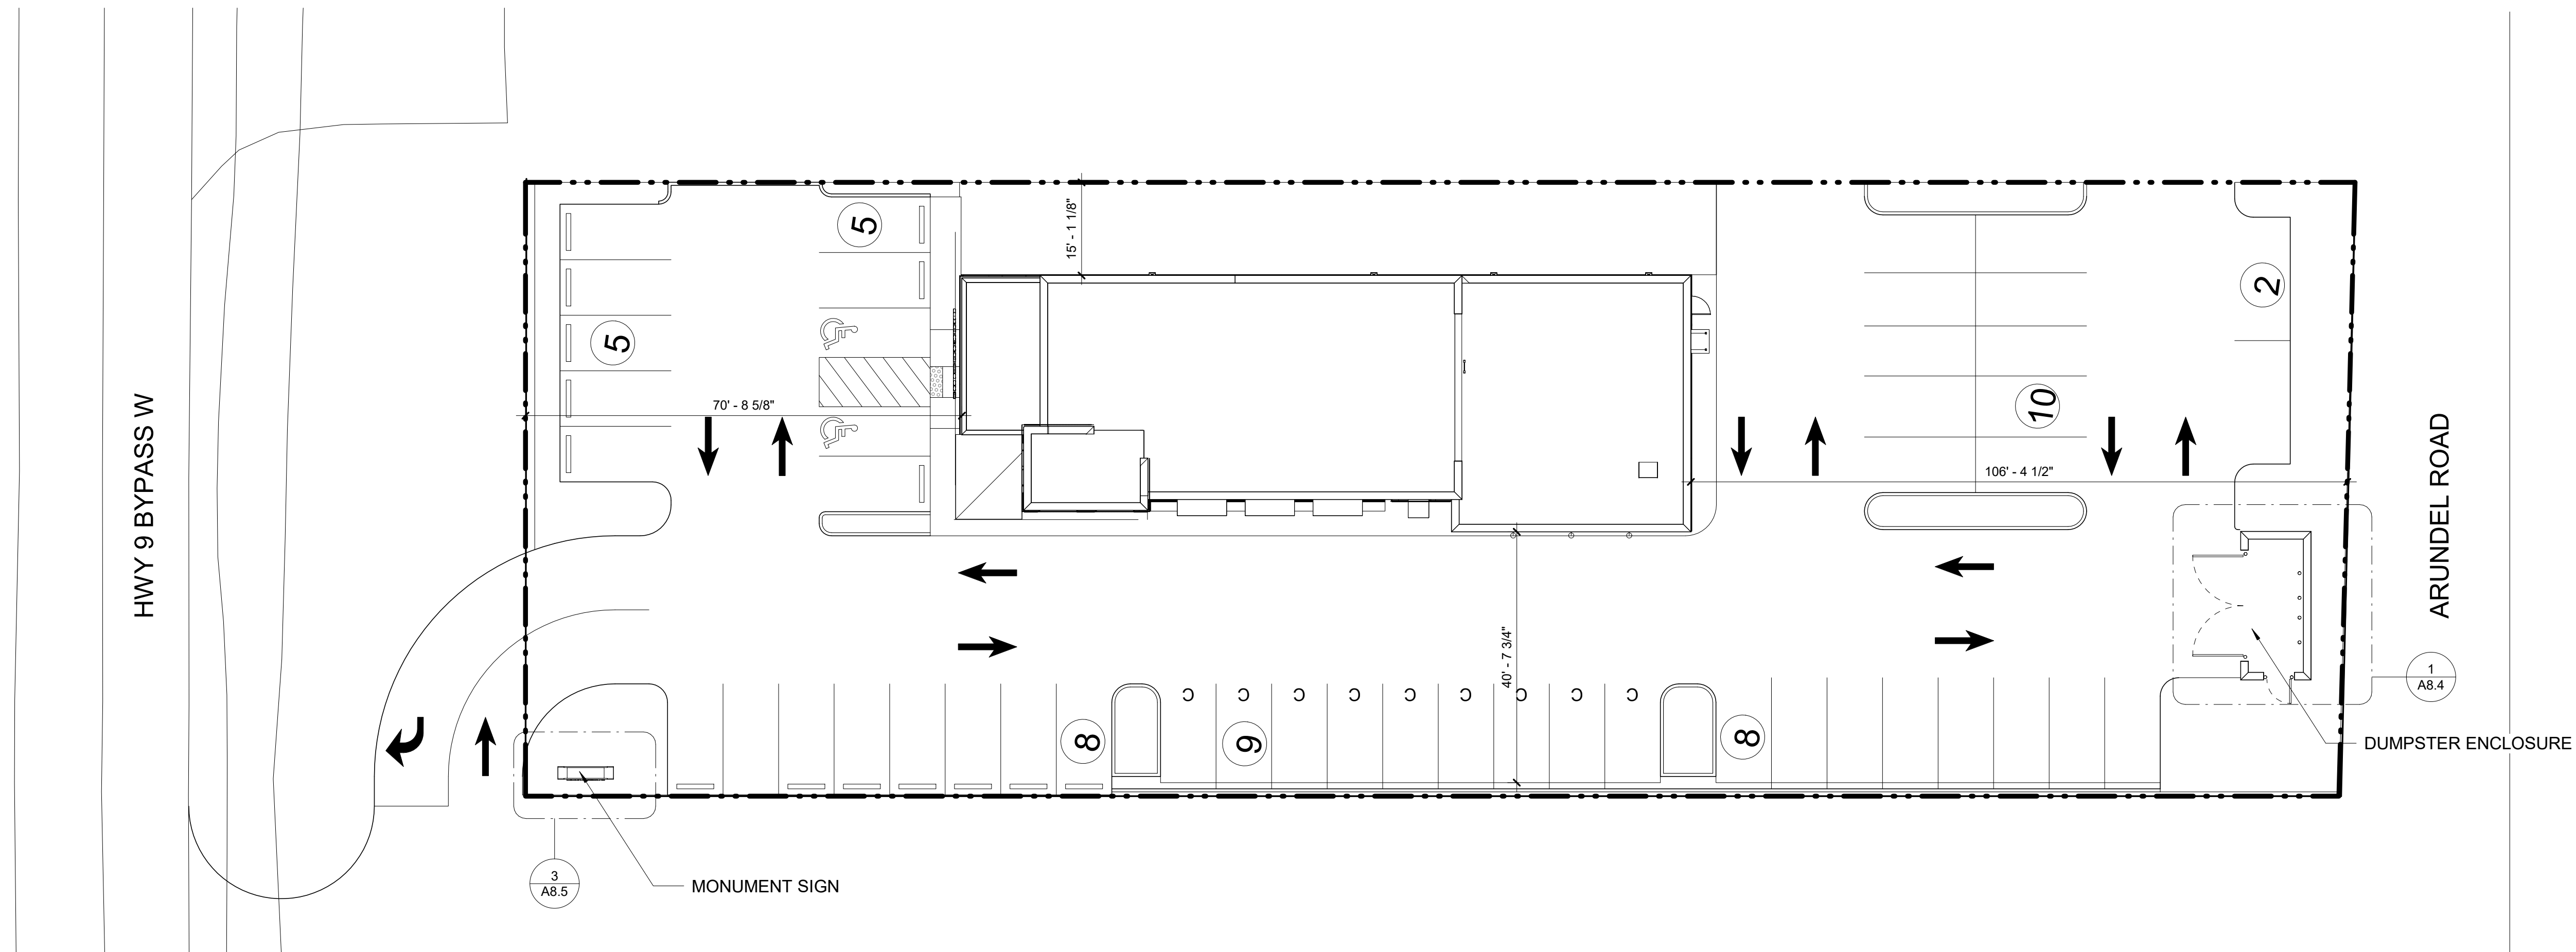 HWY 9 BYPASS W
5
5
15' - 1 1/8"
70' - 8 5/8"
2
10
106' - 4 1/2"
ARUNDEL ROAD
40' - 7 3/4"
1
A8.4
C C C C C C C C C
8
9
8
DUMPSTER ENCLOSURE
3
A8.5
MONUMENT SIGN